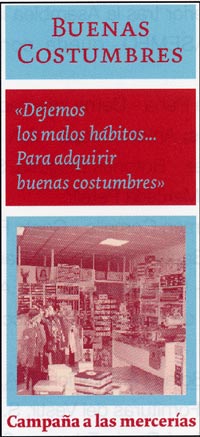 BUENAS
COSTUMBRES
«Dejemos
los malos hábitos...
Para adquirir
buenas costumbres»
Campaña a las mercerías